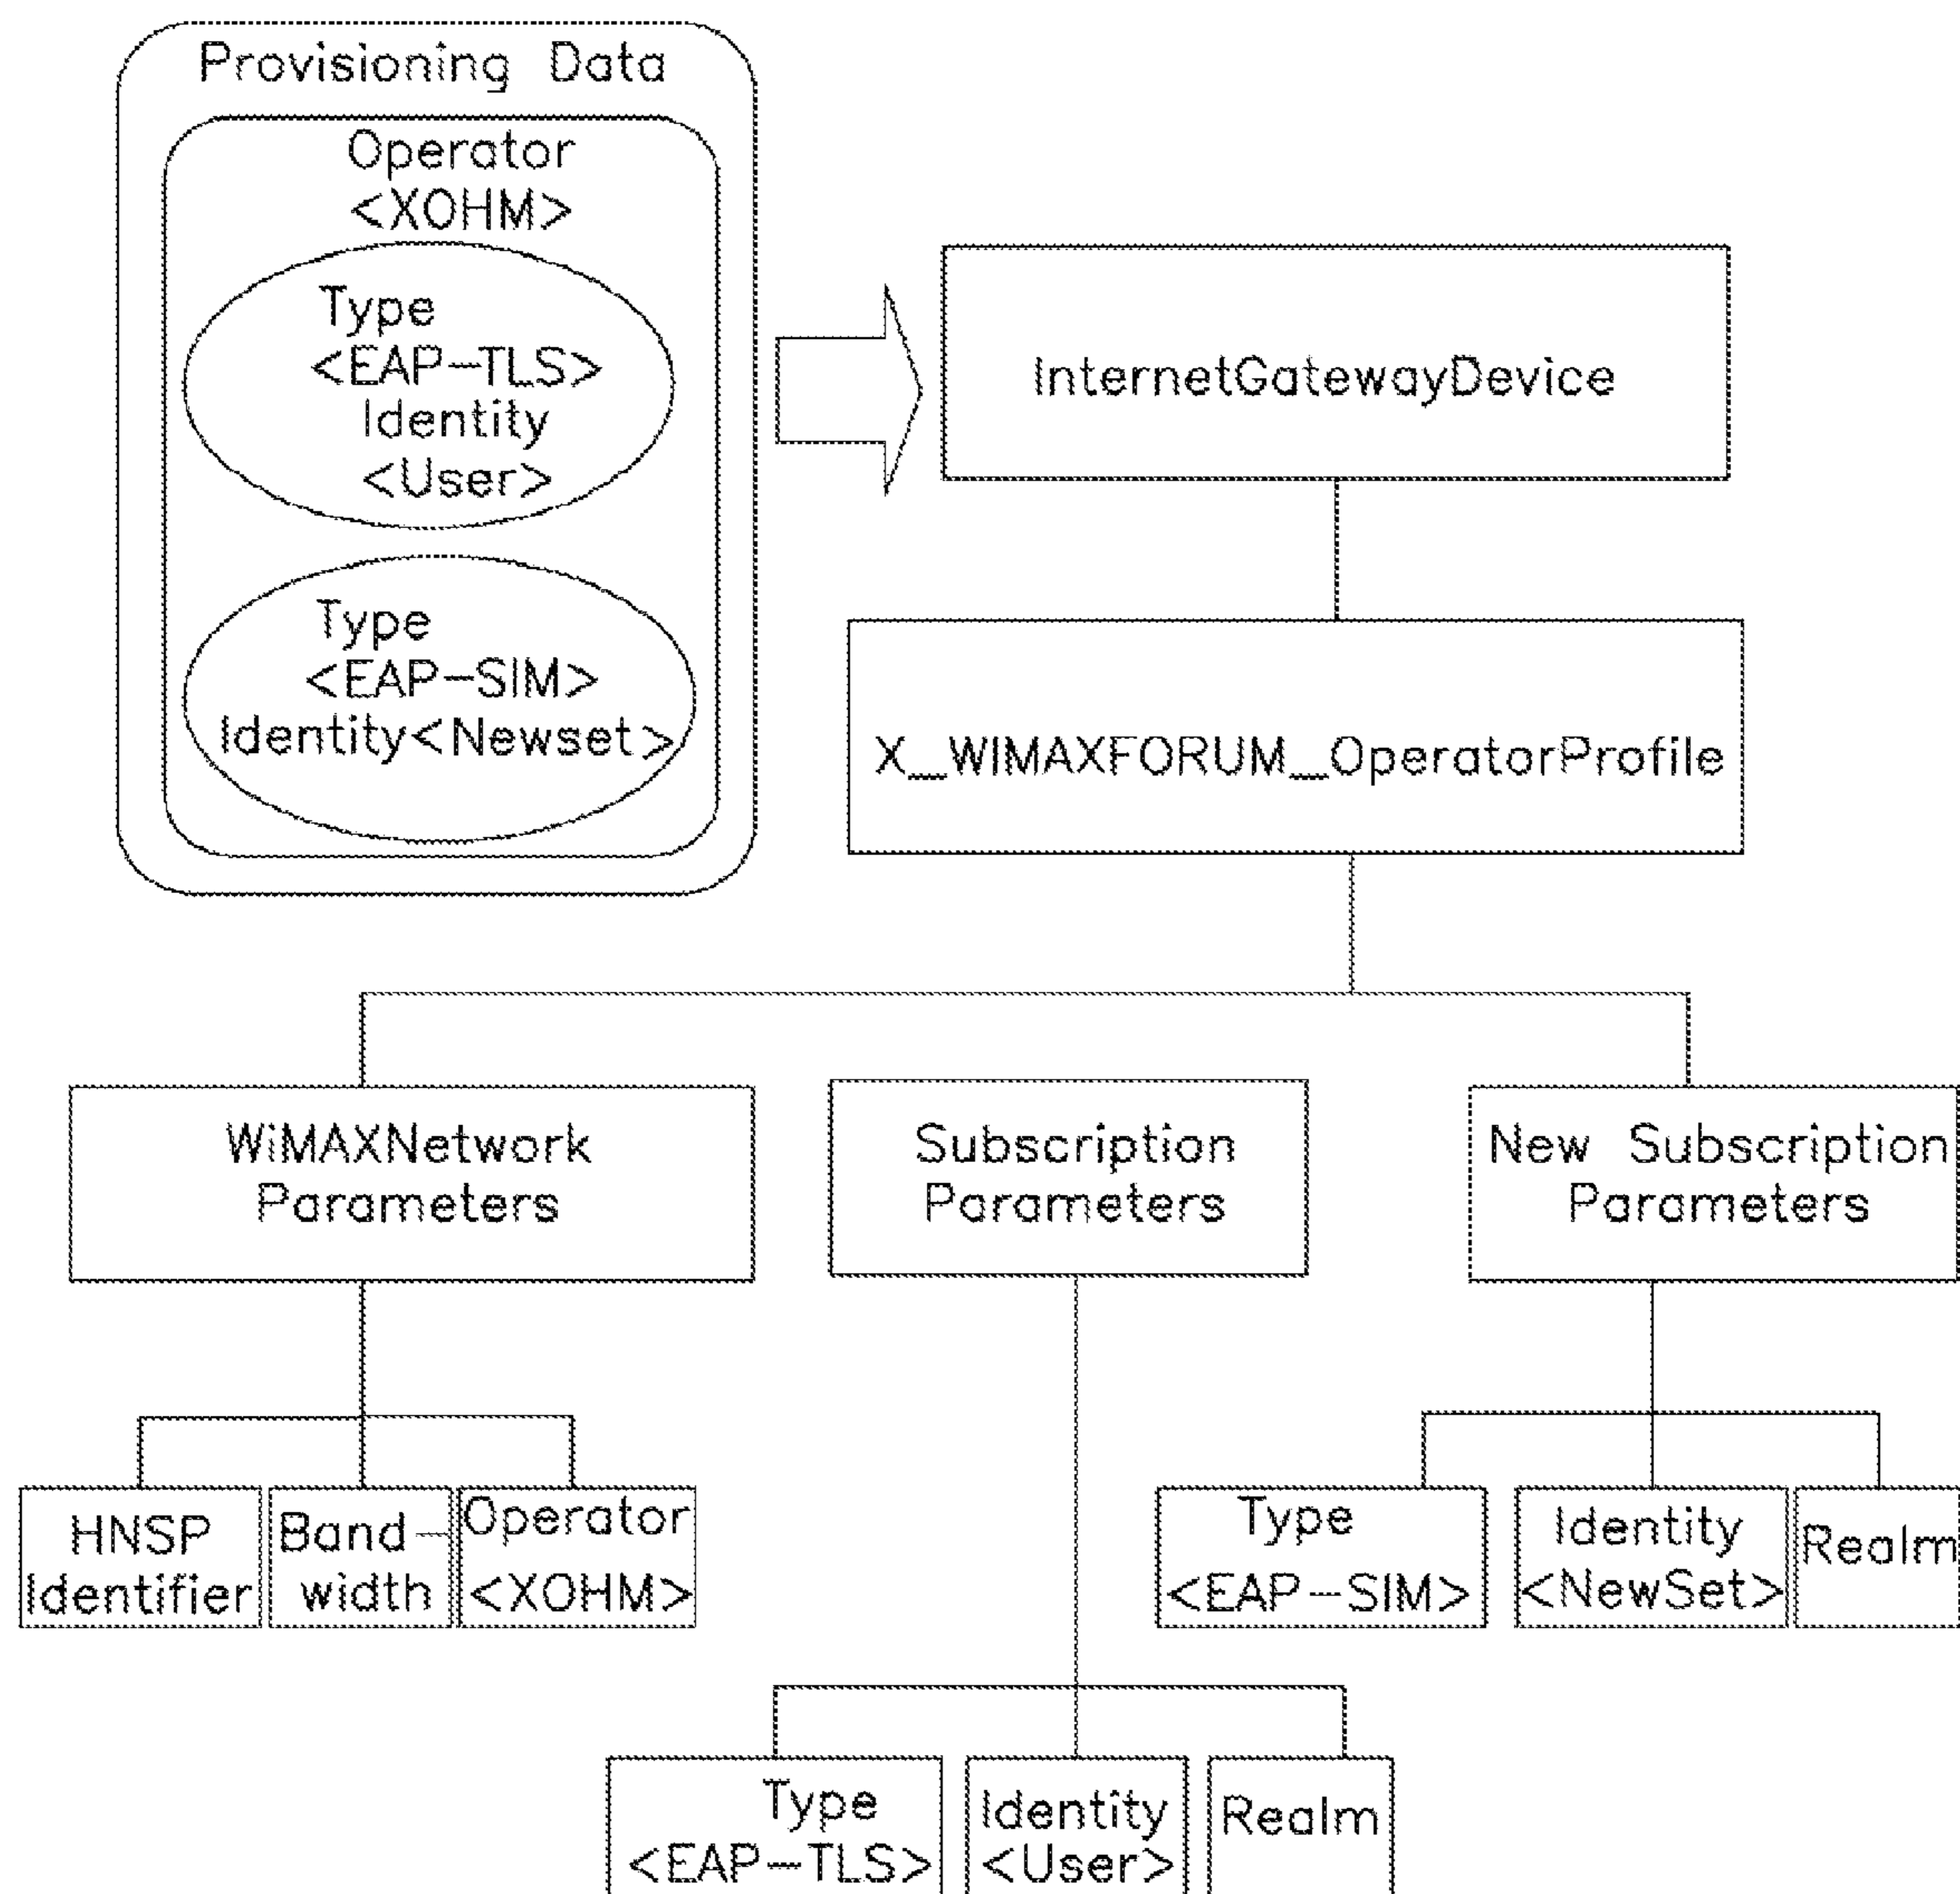 Provisioning Data
Operator
<XOHM>
Type
<EAP-TLS>
Identity
<User>
Type
<EAP-SIM>
Identity<Newset>
InternetGatewayDevice
X_WIMAXFORUM_OperatorProfile
WiMAXNetwork
Parameters
Subscription
Parameters
New Subscription
Parameters
HNSP
Identifier
Band-
width
Operator
<XOHM>
Type
<EAP-SIM>
Identity
<NewSet>
Realm
Type
<EAP-TLS>
Identity
<User>
Realm